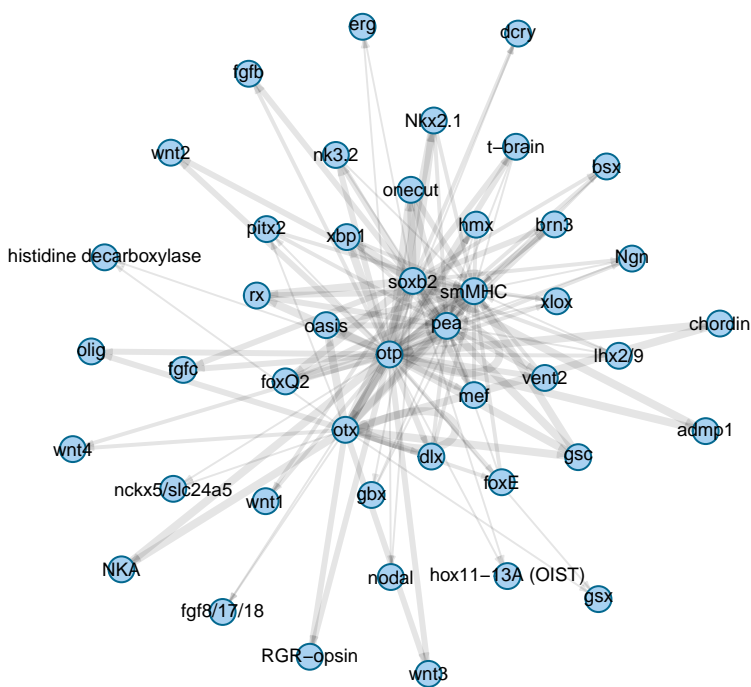 erg
dcry
fgfb
Nkx2.1
wnt2
nk3.2
t−brain
bsx
onecut
pitx2
xbp1
hmx
brn3
histidine decarboxylase
Ngn
soxb2
smMHC
rx
xlox
oasis
pea
chordin
olig
otp
lhx2/9
fgfc
foxQ2
vent2
mef
otx
admp1
wnt4
dlx
gsc
nckx5/slc24a5
wnt1
gbx
foxE
NKA
nodal
hox11−13A (OIST)
gsx
fgf8/17/18
RGR−opsin
wnt3